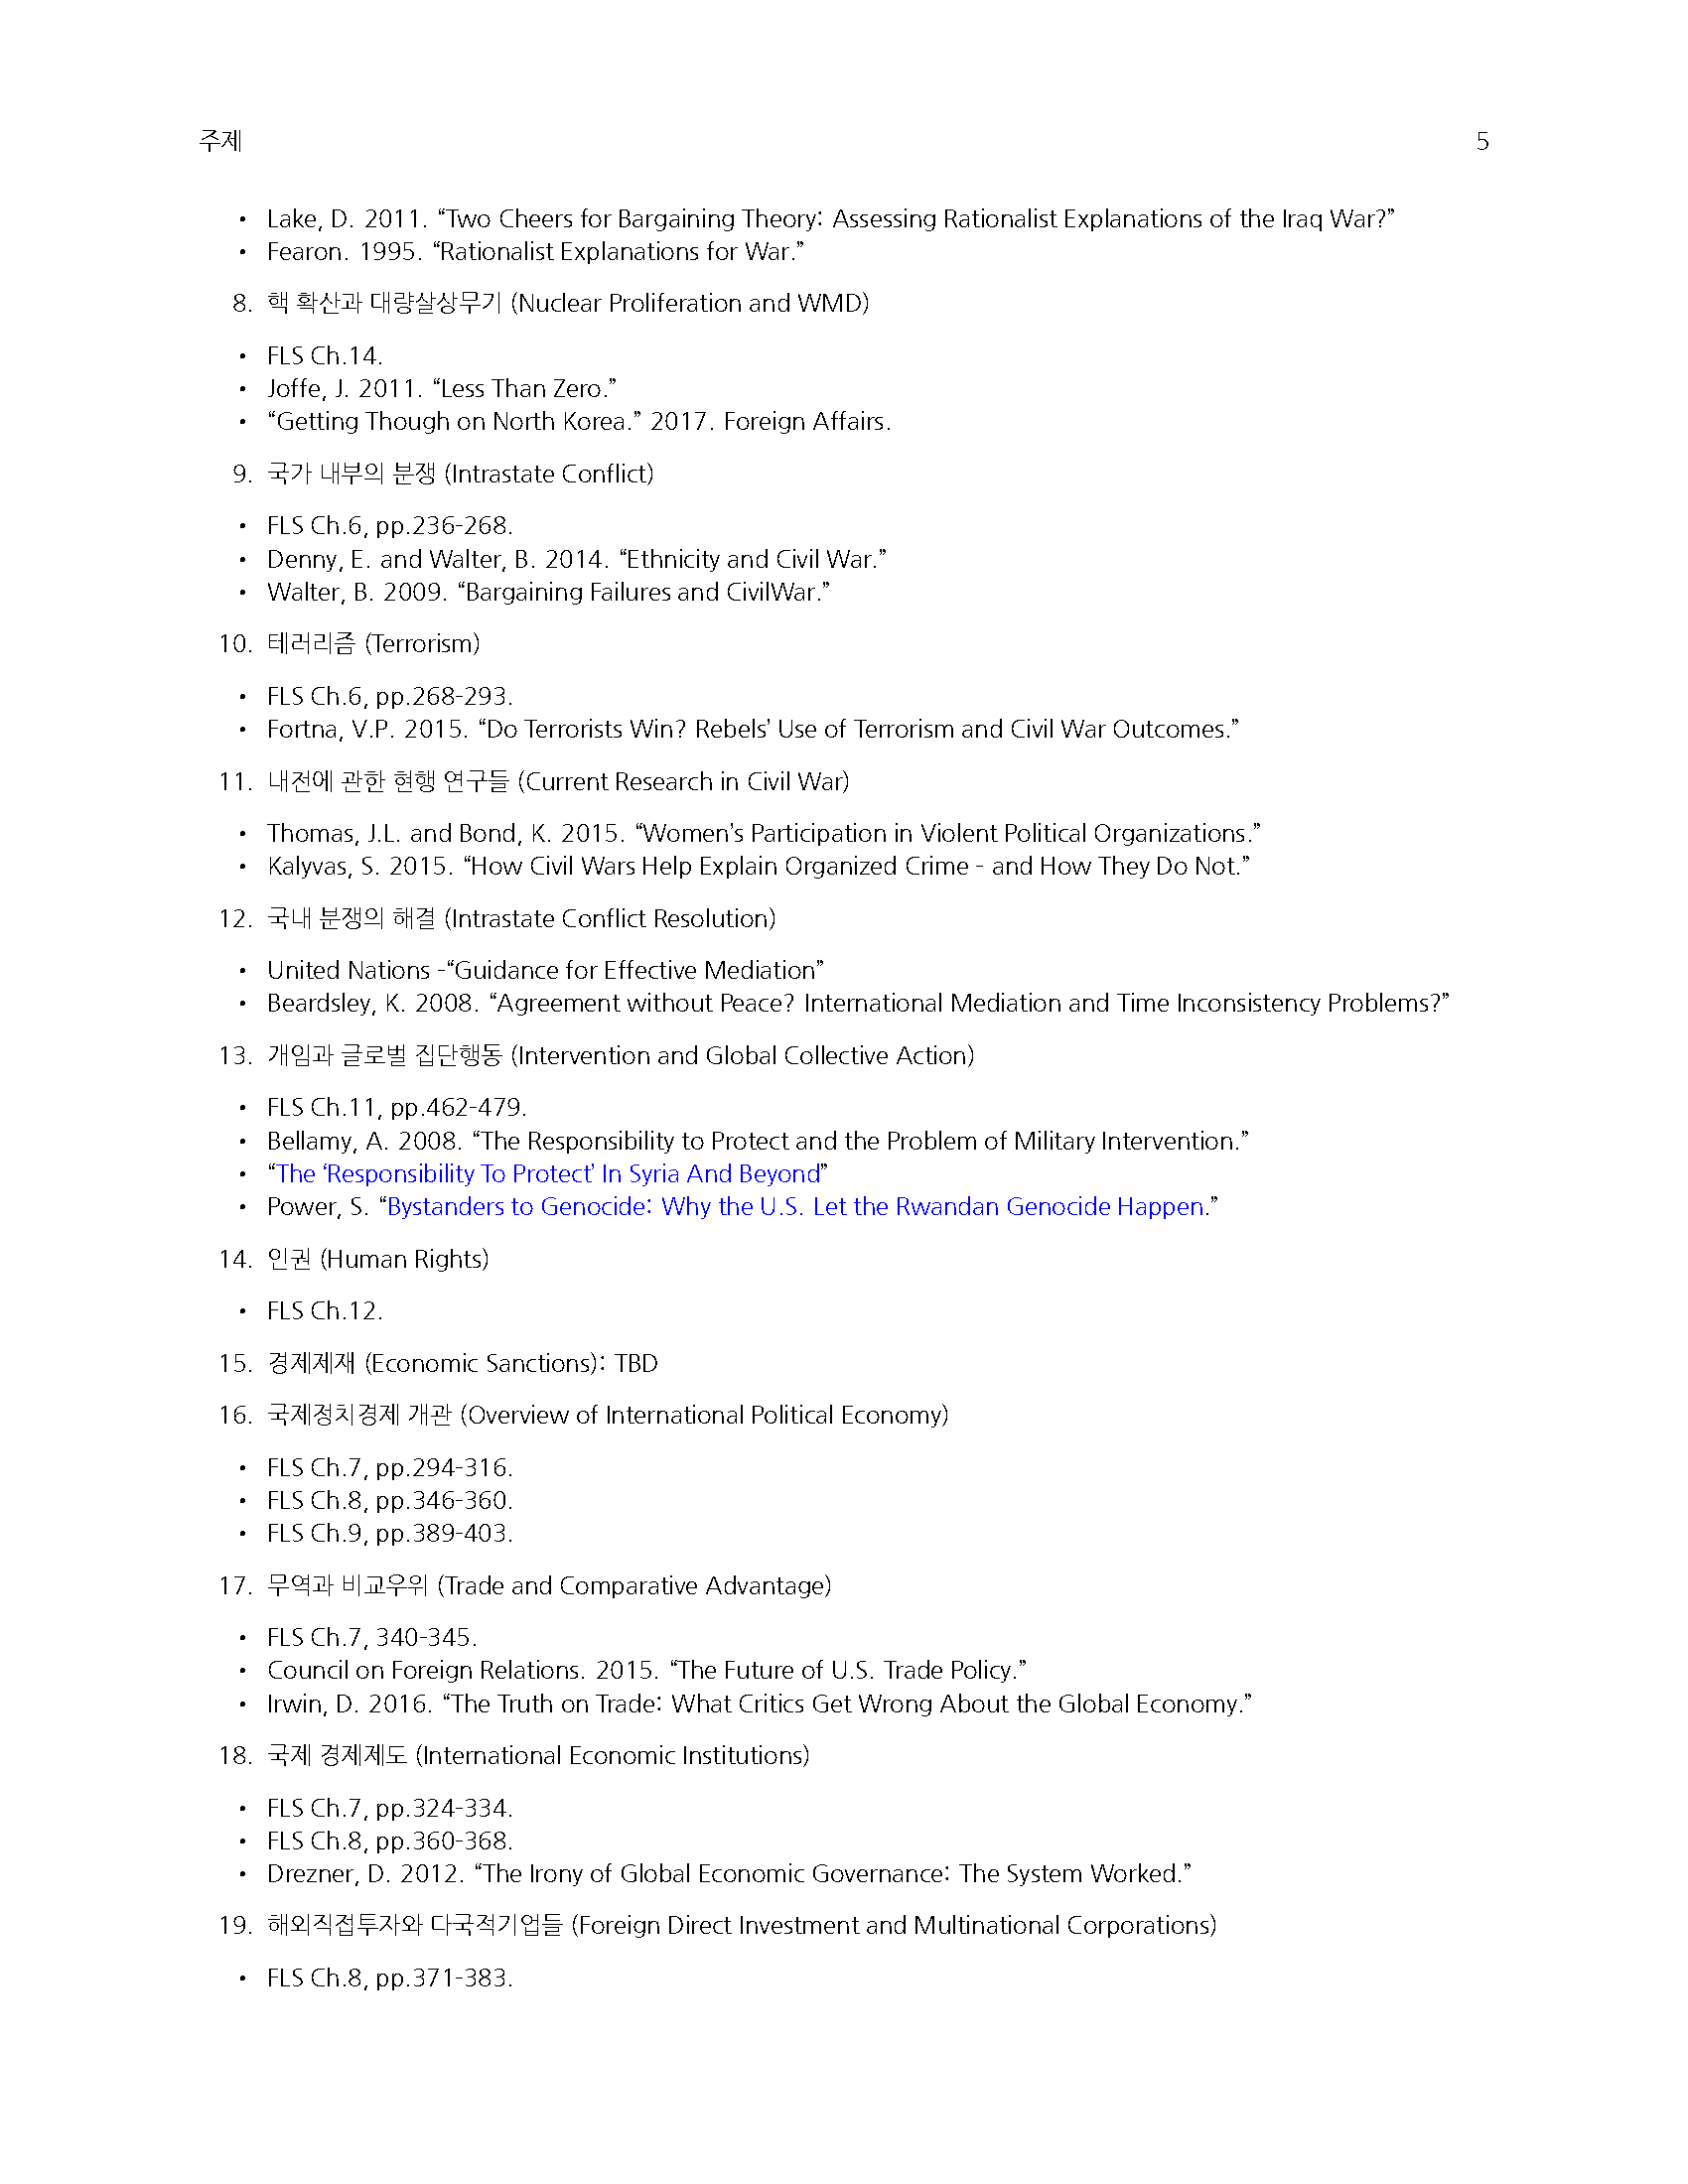 주제 5
• Lake, D. 2011. “Two Cheers for Bargaining Theory: Assessing Rationalist Explanations of the Iraq War?”
• Fearon. 1995. “Rationalist Explanations for War.”
8. 핵 확산과 대량살상무기 (Nuclear Proliferation and WMD)
• FLS Ch.14.
• Joffe, J. 2011. “Less Than Zero.”
• “Getting Though on North Korea.” 2017. Foreign Affairs.
9. 국가 내부의 분쟁 (Intrastate Conflict)
• FLS Ch.6, pp.236-268.
• Denny, E. and Walter, B. 2014. “Ethnicity and Civil War.”
• Walter, B. 2009. “Bargaining Failures and CivilWar.”
10. 테러리즘 (Terrorism)
• FLS Ch.6, pp.268-293.
• Fortna, V.P. 2015. “Do Terrorists Win? Rebels’ Use of Terrorism and Civil War Outcomes.”
11. 내전에 관한 현행 연구들 (Current Research in Civil War)
• Thomas, J.L. and Bond, K. 2015. “Women’s Participation in Violent Political Organizations.”
• Kalyvas, S. 2015. “How Civil Wars Help Explain Organized Crime - and How They Do Not.”
12. 국내 분쟁의 해결 (Intrastate Conflict Resolution)
• United Nations -“Guidance for Effective Mediation”
• Beardsley, K. 2008. “Agreement without Peace? International Mediation and Time Inconsistency Problems?”
13. 개임과 글로벌 집단행동 (Intervention and Global Collective Action)
• FLS Ch.11, pp.462-479.
• Bellamy, A. 2008. “The Responsibility to Protect and the Problem of Military Intervention.”
• “The ‘Responsibility To Protect’ In Syria And Beyond”
• Power, S. “Bystanders to Genocide: Why the U.S. Let the Rwandan Genocide Happen.”
14. 인권 (Human Rights)
• FLS Ch.12.
15. 경제제재 (Economic Sanctions): TBD
16. 국제정치경제 개관 (Overview of International Political Economy)
• FLS Ch.7, pp.294-316.
• FLS Ch.8, pp.346-360.
• FLS Ch.9, pp.389-403.
17. 무역과 비교우위 (Trade and Comparative Advantage)
• FLS Ch.7, 340-345.
• Council on Foreign Relations. 2015. “The Future of U.S. Trade Policy.”
• Irwin, D. 2016. “The Truth on Trade: What Critics Get Wrong About the Global Economy.”
18. 국제 경제제도 (International Economic Institutions)
• FLS Ch.7, pp.324-334.
• FLS Ch.8, pp.360-368.
• Drezner, D. 2012. “The Irony of Global Economic Governance: The System Worked.”
19. 해외직접투자와 다국적기업들 (Foreign Direct Investment and Multinational Corporations)
• FLS Ch.8, pp.371-383.